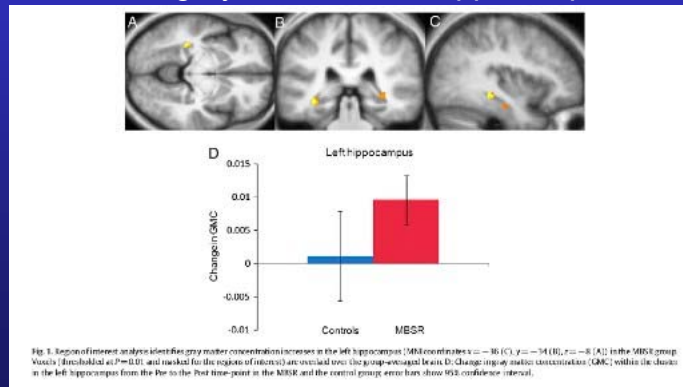 A B C
D
Left hippocampus
0.015
0.01
0.005
0
-0.005
-0.01
Change in GMC
Controls MBSR
Fig. 1. Region of interest analysis identifies gray matter concentration increases in the left hippocampus (MNI coordinates x = −36 (C), y = −34 (B), z = −8 (A)) in the MBSR group.
Voxels (thresholded at P = 0.01 and masked for the regions of interest) are overlaid over the group-averaged brain. D: Change in gray matter concentration (GMC) within the cluster
in the left hippocampus from the Pre to the Post time-point in the MBSR and the control group; error bars show 95% confidence interval.